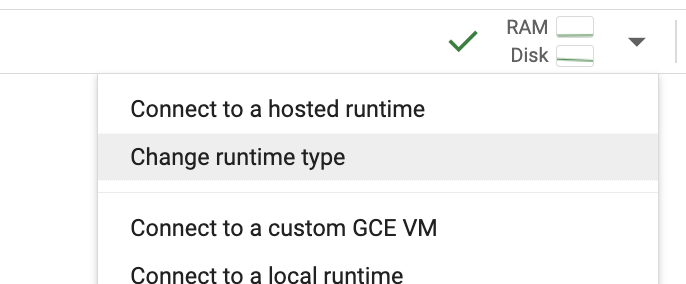 RAM
Disk
Connect to a hosted runtime
Change runtime type
Connect to a custom GCE VM
Connect to a local runtime